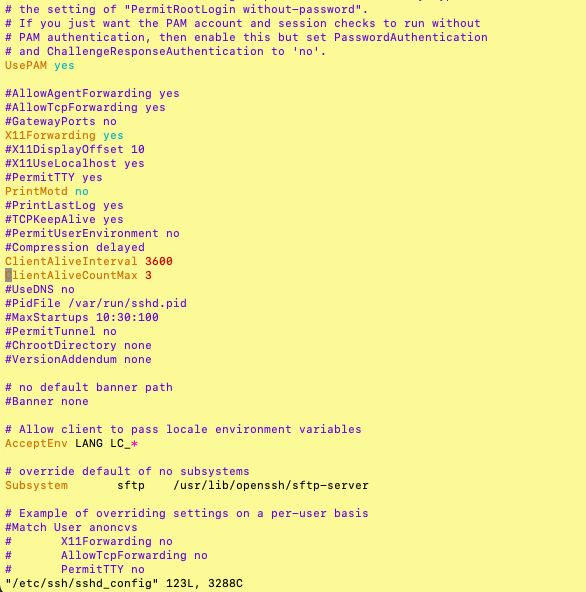 # the setting of "PermitRootLogin without-password".
# If you just want the PAM account and session checks to run without
# PAM authentication, then enable this but set PasswordAuthentication
# and ChallengeResponseAuthentication to 'no'.
UsePAM yes

#AllowAgentForwarding yes
#AllowTcpForwarding yes
#GatewayPorts no
X11Forwarding yes
#X11DisplayOffset 10
#X11UseLocalhost yes
#PermitTTY yes
PrintMotd no
#PrintLastLog yes
#TCPKeepAlive yes
#PermitUserEnvironment no
#Compression delayed
ClientAliveInterval 3600
ClientAliveCountMax 3
#UseDNS no
#PidFile /var/run/sshd.pid
#MaxStartups 10:30:100
#PermitTunnel no
#ChrootDirectory none
#VersionAddendum none

# no default banner path
#Banner none

# Allow client to pass locale environment variables
AcceptEnv LANG LC_*

# override default of no subsystems
Subsystem       sftp    /usr/lib/openssh/sftp-server

# Example of overriding settings on a per-user basis
#Match User anoncvs
#       X11Forwarding no
#       AllowTcpForwarding no
#       PermitTTY no
"/etc/ssh/sshd_config" 123L, 3288C